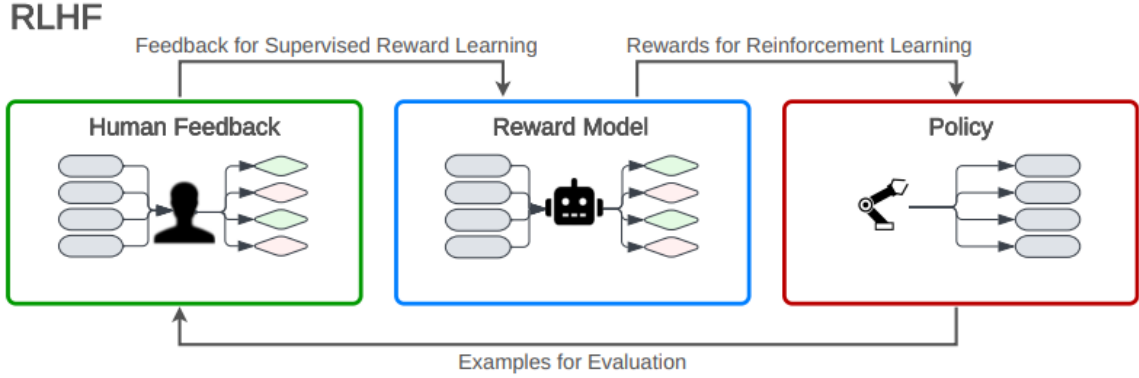 RLHF
Feedback for Supervised Reward Learning
Rewards for Reinforcement Learning
Human Feedback
Reward Model
Policy
Examples for Evaluation